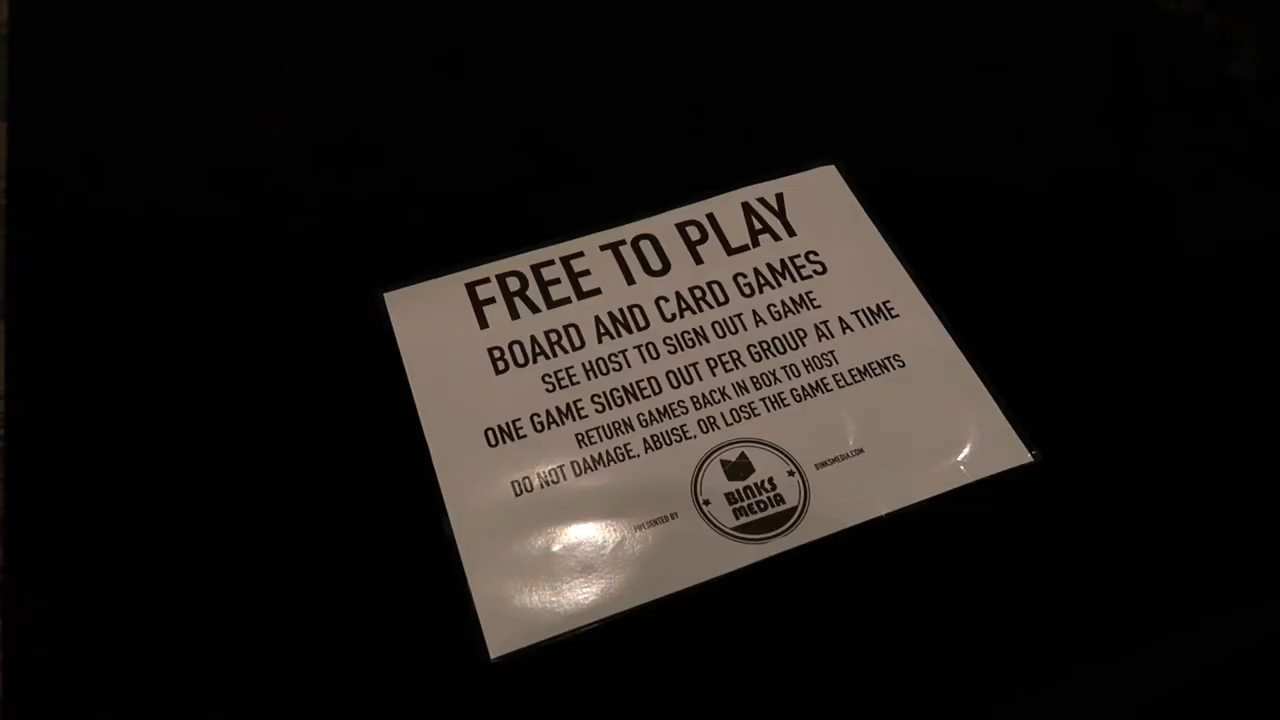 FREE TO PLAY
BOARD AND CARD GAMES
SEE HOST TO SIGN OUT A GAME
ONE GAME SIGNED OUT PER GROUP AT A TIME
RETURN GAMES BACK IN BOX TO HOST
DO NOT DAMAGE, ABUSE, OR LOSE THE GAME ELEMENTS
PRESENTED BY
BINKS
MEDIA
BINKSMEDIA.COM